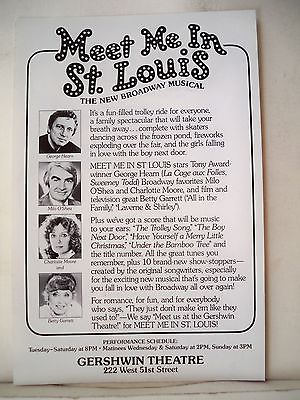 Meet Me In
St. Louis
THE NEW BROADWAY MUSICAL
It's a fun-filled trolley ride for everyone,
a family spectacular that will take your
breath away...complete with skaters
dancing across the frozen pond, fireworks
exploding over the fair, and the girls falling
in love with the boy next door.
George Hearn
MEET ME IN ST. LOUIS stars Tony Award-
winner George Hearn (La Cage aux Folles,
Sweeney Todd) Broadway favorites Milo
O'Shea and Charlotte Moore, and film and
television great Betty Garrett ("All in the
Family," "Laverne & Shirley").
Milo O'Shea
Plus we've got a score that will be music to
your ears: "The Trolley Song," "The Boy
Next Door," "Have Yourself a Merry Little
Christmas," "Under the Bamboo Tree" and
the title number. All the great tunes you
remember, plus 10 brand-new show-stoppers—
created by the original songwriters, especially
for the exciting new musical that's going to make
you fall in love with Broadway all over again!
Charlotte Moore
and
For romance, for fun, and for everybody
who says, "They just don't make em like they
used to!" — We say "Meet us at the Gershwin
Theatre!" for MEET ME IN ST. LOUIS!
Betty Garrett
PERFORMANCE SCHEDULE:
Tuesday–Saturday at 8PM • Matinees Wednesday & Saturday at 2PM, Sunday at 3PM
GERSHWIN THEATRE
222 West 51st Street